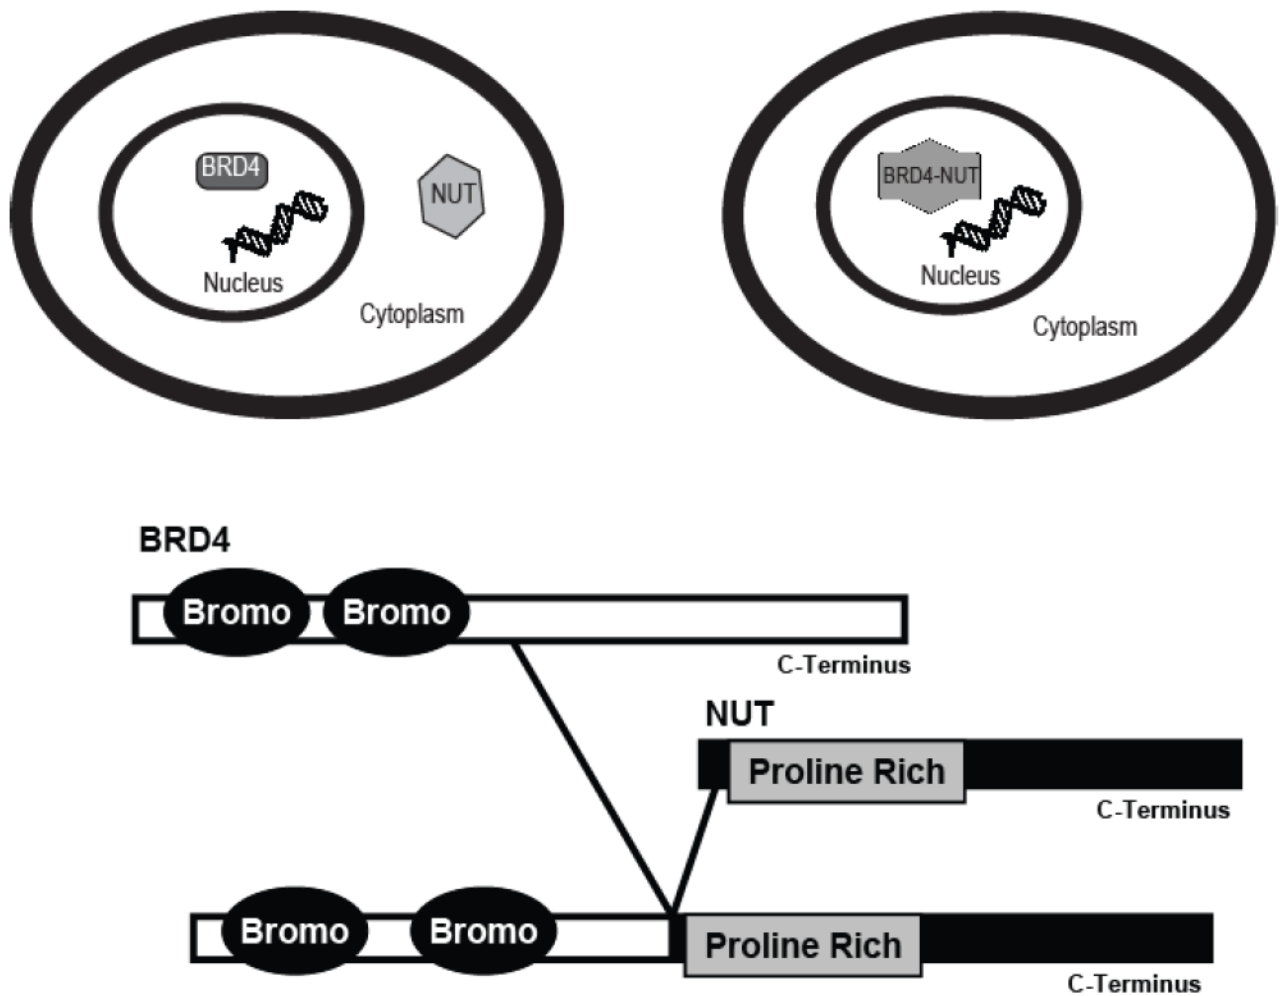 BRD4
NUT
Nucleus
Cytoplasm
BRD4-NUT
Nucleus
Cytoplasm
BRD4
Bromo
Bromo
C-Terminus
NUT
Proline Rich
C-Terminus
Bromo
Bromo
Proline Rich
C-Terminus